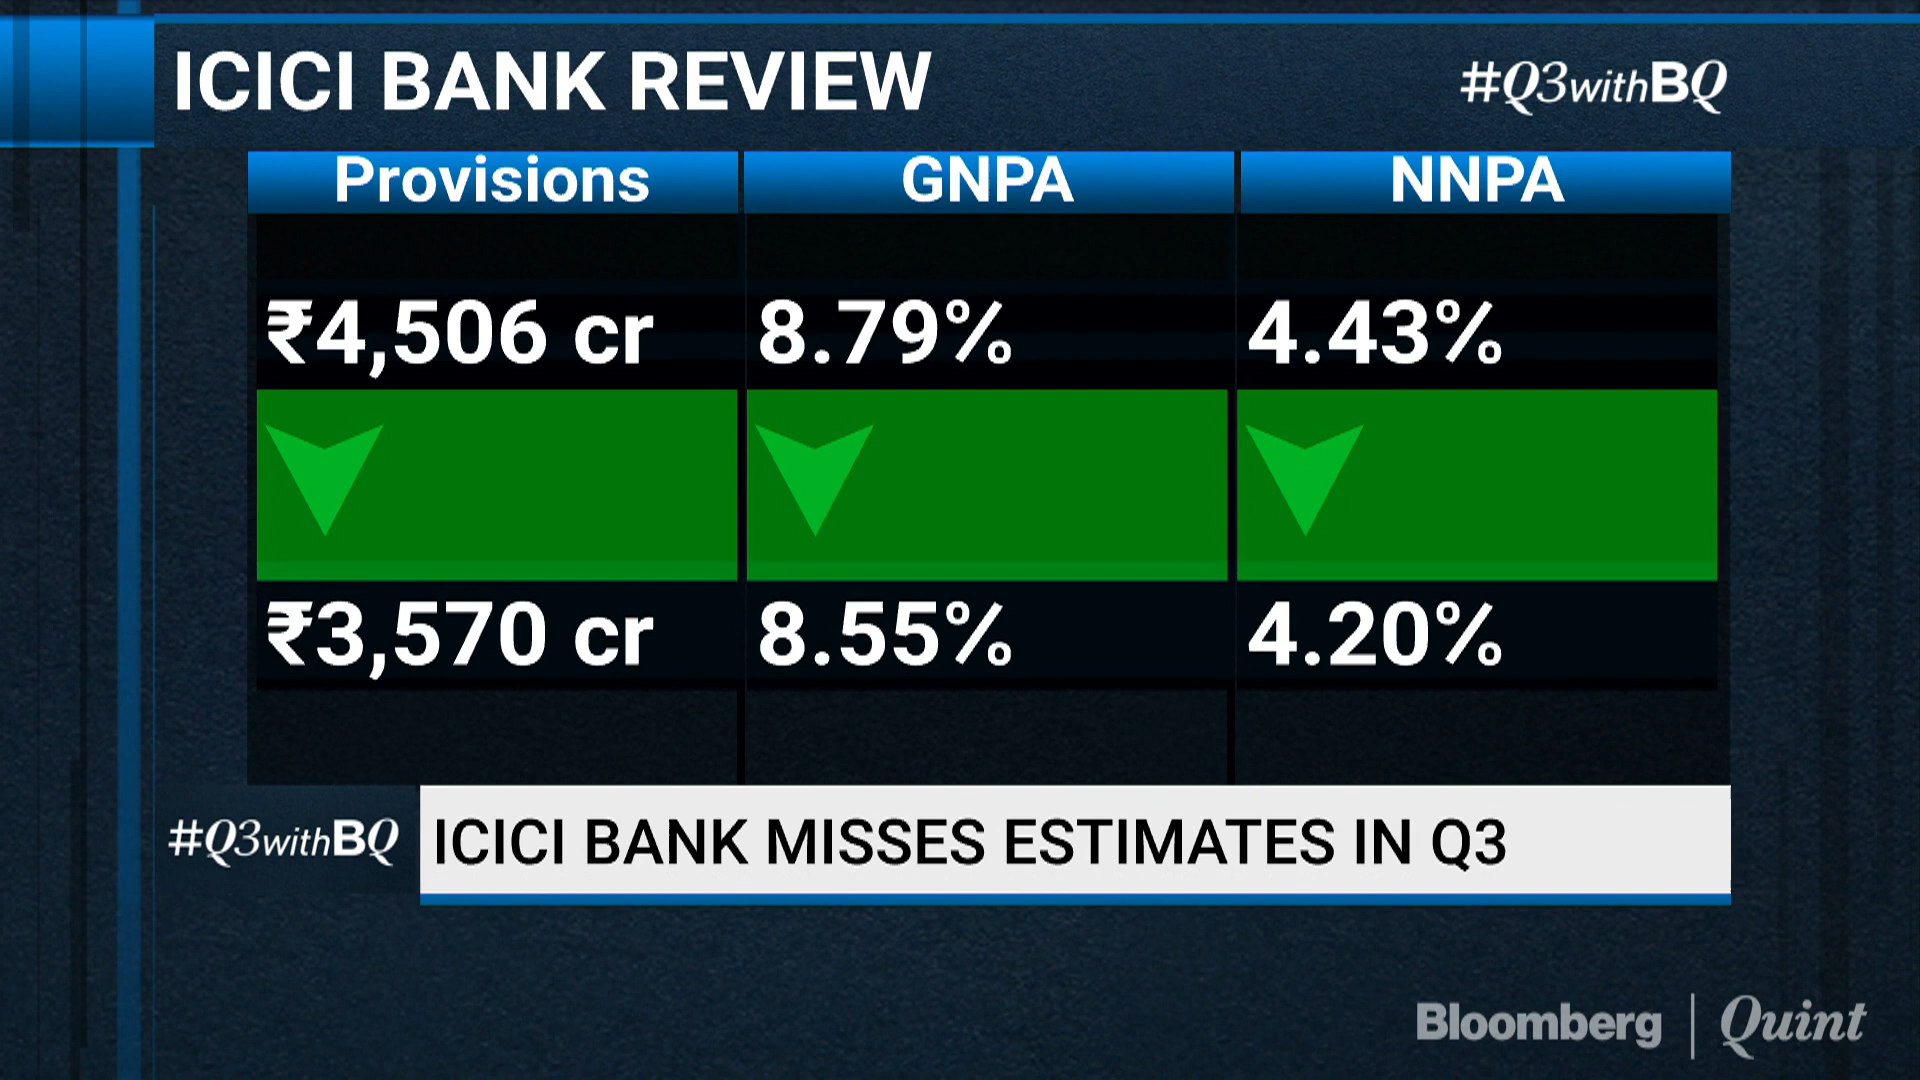 ICICI BANK REVIEW
#Q3withBQ
Provisions GNPA NNPA
₹4,506 cr 8.79% 4.43%
₹3,570 cr 8.55% 4.20%
#Q3withBQ
ICICI BANK MISSES ESTIMATES IN Q3
Bloomberg | Quint